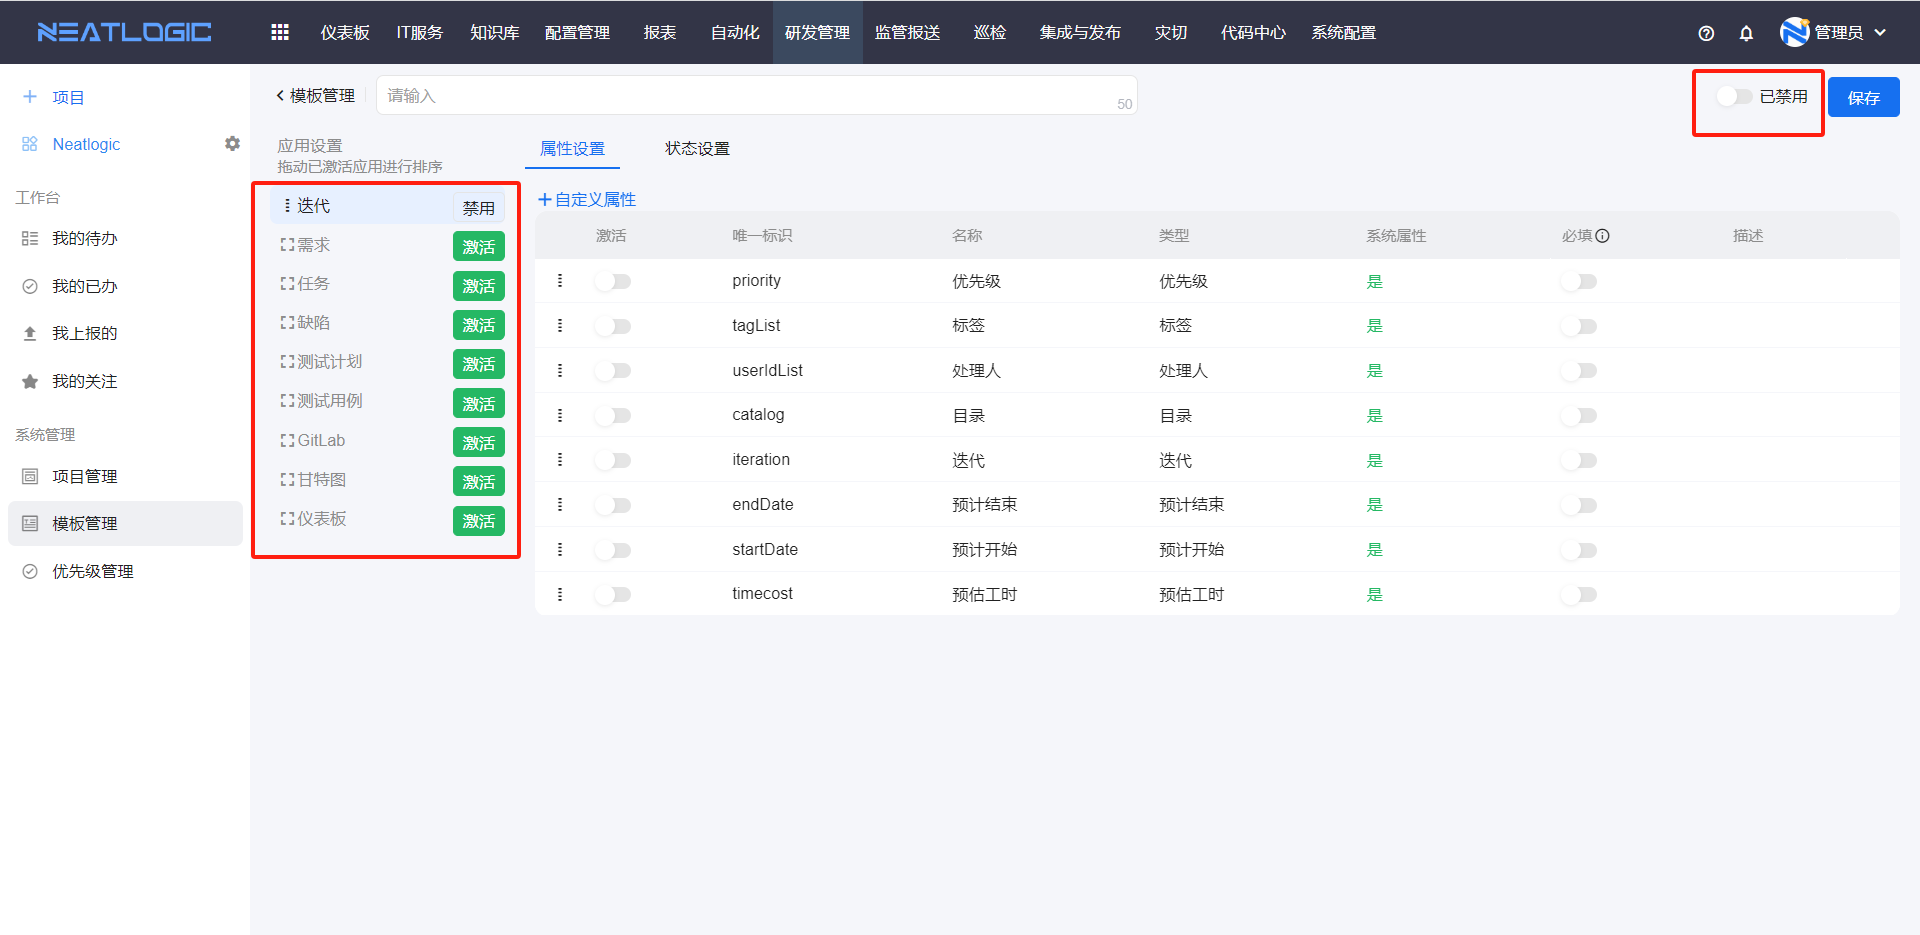 NEATLOGIC
仪表板 IT服务 知识库 配置管理 报表 自动化 研发管理 监管报送 巡检 集成与发布 灾切 代码中心 系统配置 管理员
项目
Neatlogic
工作台
我的待办
我的已办
我上报的
我的关注
系统管理
项目管理
模板管理
优先级管理
模板管理 请输入 50 已禁用 保存
应用设置
拖动已激活应用进行排序
迭代 禁用
需求 激活
任务 激活
缺陷 激活
测试计划 激活
测试用例 激活
GitLab 激活
甘特图 激活
仪表板 激活
属性设置 状态设置
自定义属性
激活 唯一标识 名称 类型 系统属性 必填 描述
priority 优先级 优先级 是
tagList 标签 标签 是
userIdList 处理人 处理人 是
catalog 目录 目录 是
iteration 迭代 迭代 是
endDate 预计结束 预计结束 是
startDate 预计开始 预计开始 是
timecost 预估工时 预估工时 是